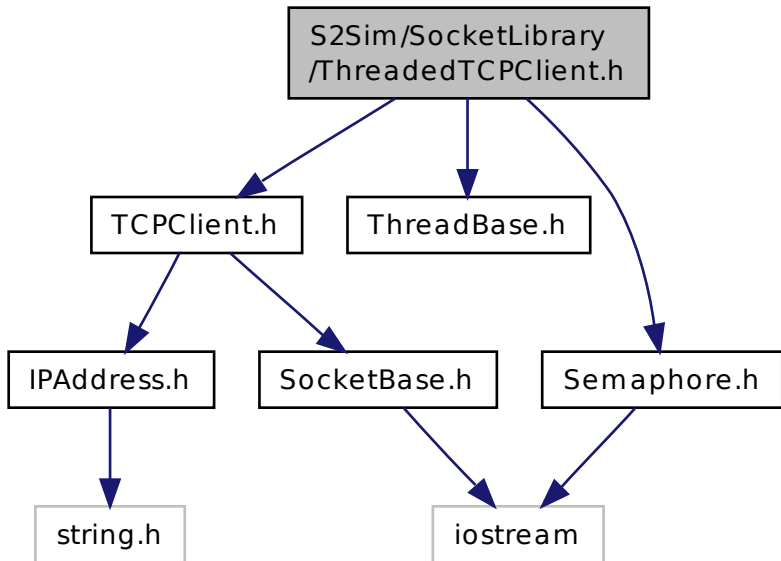 S2Sim/SocketLibrary
/ThreadedTCPClient.h
TCPClient.h
ThreadBase.h
IPAddress.h
SocketBase.h
Semaphore.h
string.h
iostream